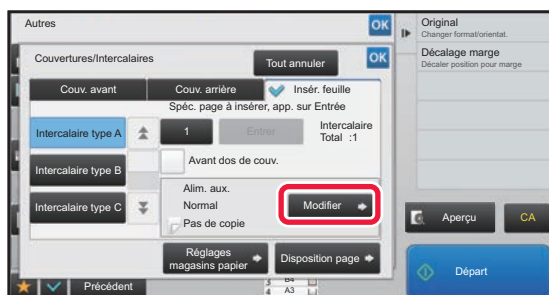 Autres
OK
Original
Changer format/orientat.
Décalage marge
Décaler position pour marge
Couvertures/Intercalaires
Tout annuler
OK
Couv. avant
Couv. arrière
Insér. feuille
Spéc. page à insérer, app. sur Entrée
Intercalaire type A
1
Entrer
Intercalaire
Total :1
Avant dos de couv.
Intercalaire type B
Alim. aux.
Normal
Modifier
Intercalaire type C
Pas de copie
Aperçu
CA
Réglages
magasins papier
Disposition page
Départ
Précédent
3 B4
4 A3